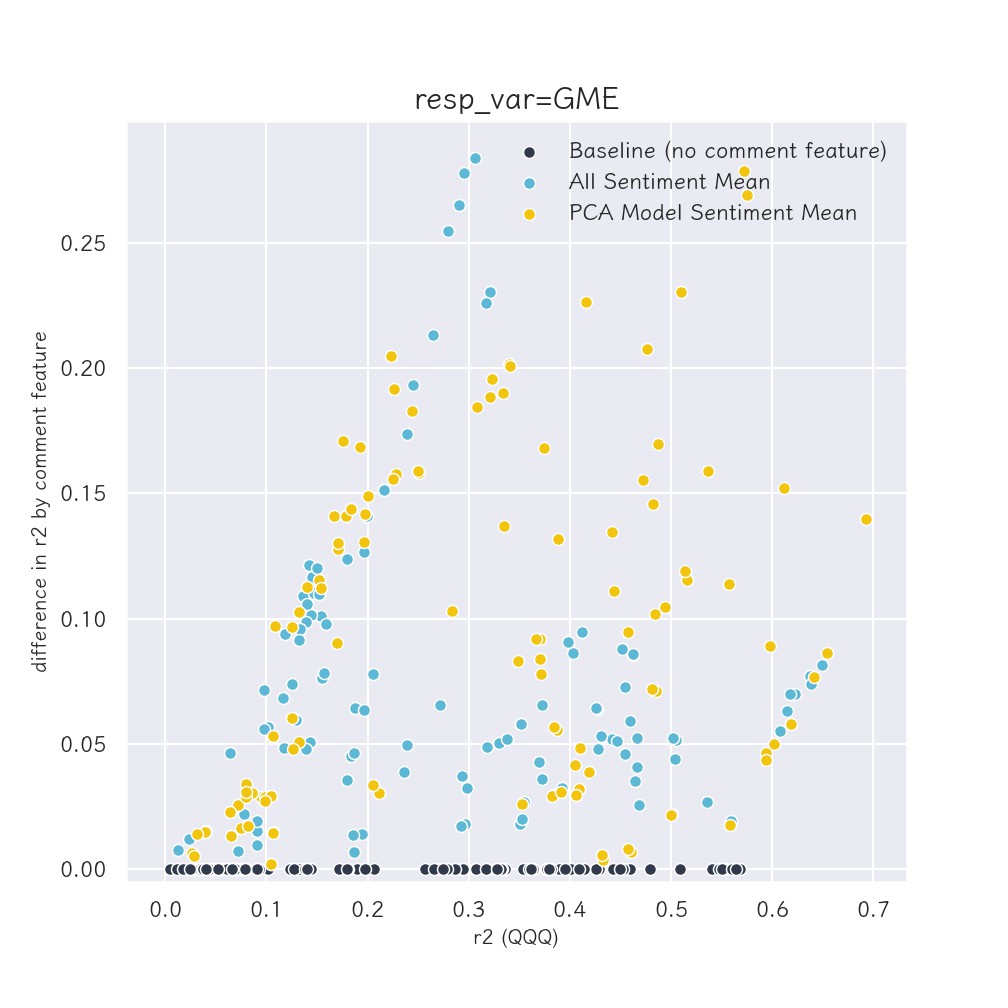 resp_var=GME
Baseline (no comment feature)
All Sentiment Mean
PCA Model Sentiment Mean
difference in r2 by comment feature
0.25
0.20
0.15
0.10
0.05
0.00
0.0 0.1 0.2 0.3 0.4 0.5 0.6 0.7
r2 (QQQ)